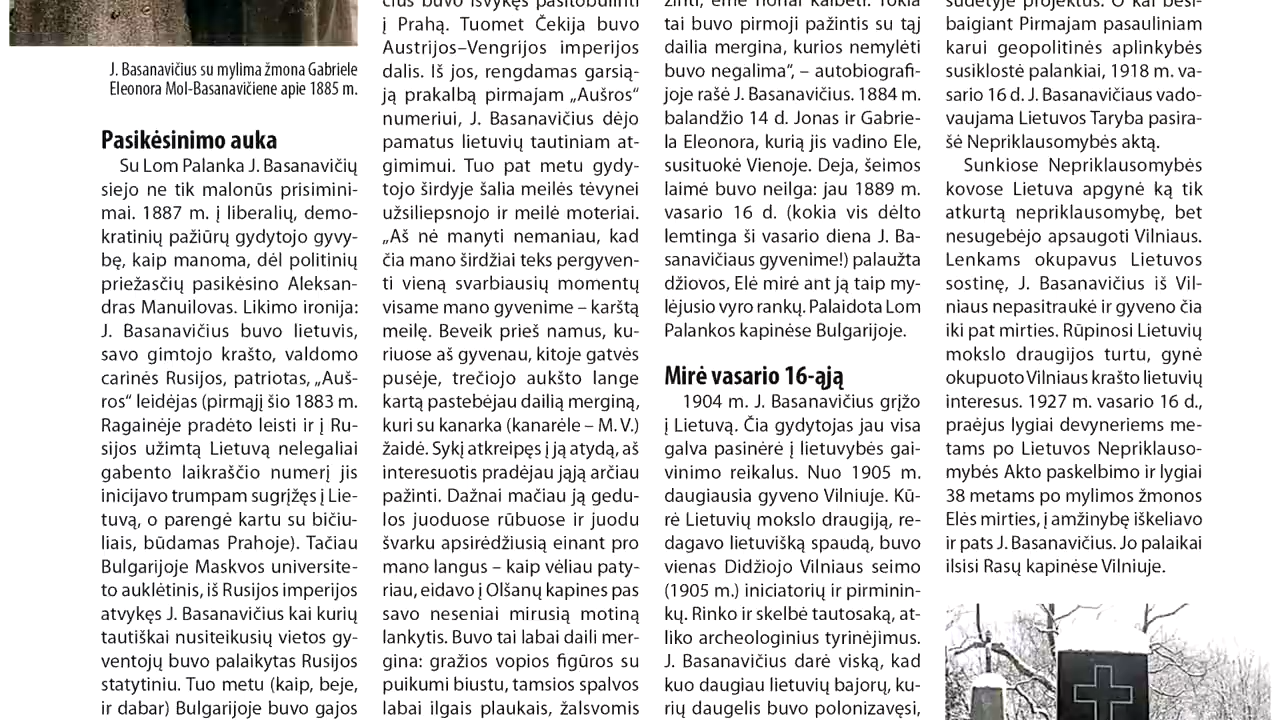 J. Basanavičius su mylima žmona Gabriele
Eleonora Mol-Basanavičiene apie 1885 m.
Pasikėsinimo auka
Su Lom Palanka J. Basanavičių
siejo ne tik malonūs prisimini-
mai. 1887 m. į liberalių, demo-
kratinių pažiūrų gydytojo gyvy-
bę, kaip manoma, dėl politinių
priežasčių pasikėsino Aleksan-
dras Manuilovas. Likimo ironija:
J. Basanavičius buvo lietuvis,
savo gimtojo krašto, valdomo
carinės Rusijos, patriotas, „Auš-
ros“ leidėjas (pirmąjį šio 1883 m.
Ragainėje pradėto leisti ir į Ru-
sijos užimtą Lietuvą nelegaliai
gabento laikraščio numerį jis
inicijavo trumpam sugrįžęs į Lie-
tuvą, o parengė kartu su bičiu-
liais, būdamas Prahoje). Tačiau
Bulgarijoje Maskvos universite-
to auklėtinis, iš Rusijos imperijos
atvykęs J. Basanavičius kai kurių
tautiškai nusiteikusių vietos gy-
ventojų buvo palaikytas Rusijos
statytiniu. Tuo metu (kaip, beje,
ir dabar) Bulgarijoje buvo gajos
čius buvo išvykęs pasitobulinti
į Prahą. Tuomet Čekija buvo
Austrijos–Vengrijos imperijos
dalis. Iš jos, rengdamas garsią-
ją prakalbą pirmajam „Aušros“
numeriui, J. Basanavičius dėjo
pamatus lietuvių tautiniam at-
gimimui. Tuo pat metu gydy-
tojo širdyje šalia meilės tėvynei
užsiliepsnojo ir meilė moteriai.
„Aš nė manyti nemaniau, kad
čia mano širdžiai teks pergyven-
ti vieną svarbiausių momentų
visame mano gyvenime – karštą
meilę. Beveik prieš namus, ku-
riuose aš gyvenau, kitoje gatvės
pusėje, trečiojo aukšto lange
kartą pastebėjau dailią merginą,
kuri su kanarka (kanarėle – M. V.)
žaidė. Sykį atkreipęs į ją atydą, aš
interesuotis pradėjau jąją arčiau
pažinti. Dažnai mačiau ją gedu-
los juoduose rūbuose ir juodu
švarku apsirėdžiusią einant pro
mano langus – kaip vėliau paty-
riau, eidavo į Olšanų kapines pas
savo neseniai mirusią motiną
lankytis. Buvo tai labai daili mer-
gina: gražios vopios figūros su
puikumi biustu, tamsios spalvos
labai ilgais plaukais, žalsvomis
žinti, ėmė noriai kalbėti. Tokia
tai buvo pirmoji pažintis su tąj
dailia mergina, kurios nemylėti
buvo negalima“, – autobiografi-
joje rašė J. Basanavičius. 1884 m.
balandžio 14 d. Jonas ir Gabrie-
la Eleonora, kurią jis vadino Ele,
susituokė Vienoje. Deja, šeimos
laimė buvo neilga: jau 1889 m.
vasario 16 d. (kokia vis dėlto
lemtinga ši vasario diena J. Ba-
sanavičiaus gyvenime!) palaužta
džiovos, Elė mirė ant ją taip my-
lėjusio vyro rankų. Palaidota Lom
Palankos kapinėse Bulgarijoje.
Mirė vasario 16-ąją
1904 m. J. Basanavičius grįžo
į Lietuvą. Čia gydytojas jau visa
galva pasinėrė į lietuvybės gai-
vinimo reikalus. Nuo 1905 m.
daugiausia gyveno Vilniuje. Kū-
rė Lietuvių mokslo draugiją, re-
dagavo lietuvišką spaudą, buvo
vienas Didžiojo Vilniaus seimo
(1905 m.) iniciatorių ir pirminin-
kų. Rinko ir skelbė tautosaką, at-
liko archeologinius tyrinėjimus.
J. Basanavičius darė viską, kad
kuo daugiau lietuvių bajorų, ku-
rių daugelis buvo polonizavęsi,
sudėtyje projektus. O kai besi-
baigiant Pirmajam pasauliniam
karui geopolitinės aplinkybės
susiklostė palankiai, 1918 m. va-
sario 16 d. J. Basanavičiaus vado-
vaujama Lietuvos Taryba pasira-
šė Nepriklausomybės aktą.
Sunkiose Nepriklausomybės
kovose Lietuva apgynė ką tik
atkurtą nepriklausomybę, bet
nesugebėjo apsaugoti Vilniaus.
Lenkams okupavus Lietuvos
sostinę, J. Basanavičius iš Vil-
niaus nepasitraukė ir gyveno čia
iki pat mirties. Rūpinosi Lietuvių
mokslo draugijos turtu, gynė
okupuoto Vilniaus krašto lietuvių
interesus. 1927 m. vasario 16 d.,
praėjus lygiai devyneriems me-
tams po Lietuvos Nepriklauso-
mybės Akto paskelbimo ir lygiai
38 metams po mylimos žmonos
Elės mirties, į amžinybę iškeliavo
ir pats J. Basanavičius. Jo palaikai
ilsisi Rasų kapinėse Vilniuje.